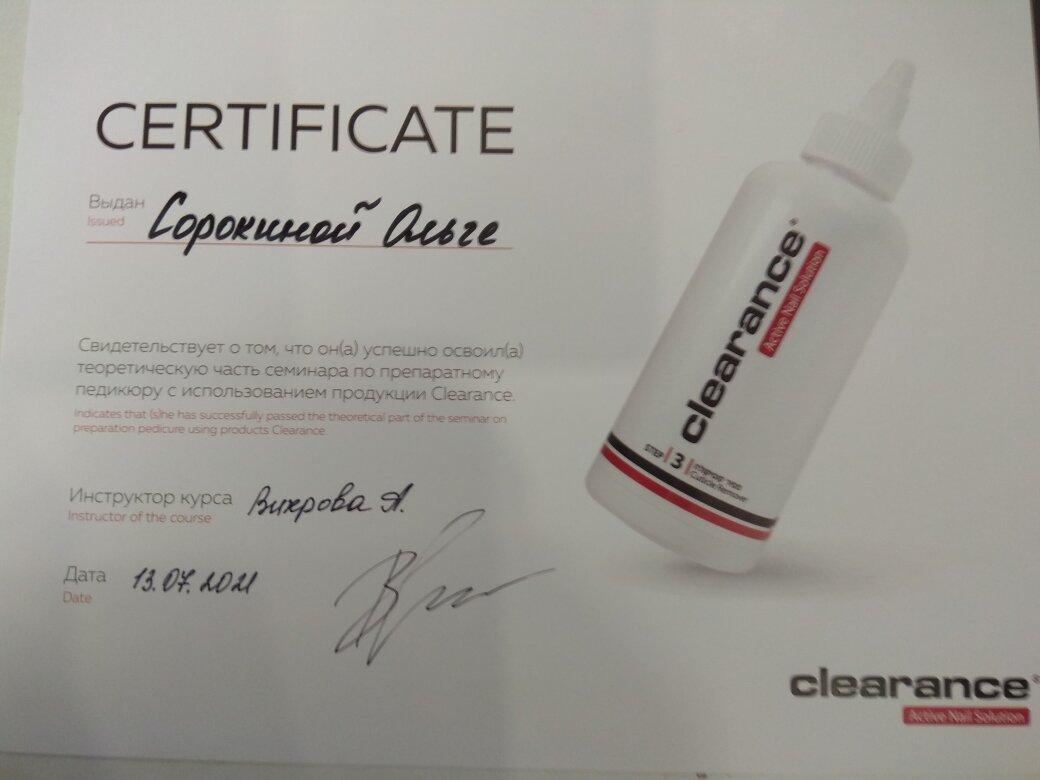 CERTIFICATE
Выдан Сорокиной Ольге
Issued
Свидетельствует о том, что он(а) успешно освоил(а)
теоретическую часть семинара по препаратному
педикюру с использованием продукции Clearance.
Indicates that (s)he has successfully passed the theoretical part of the seminar on
preparation pedicure using products Clearance
Инструктор курса Вихрова А.
Instructor of the course
Дата 13.07.2021
Date
clearance®
Active Nail Solution
STEP 3
Cuticle Remove
clearance®
Active Nail Solution